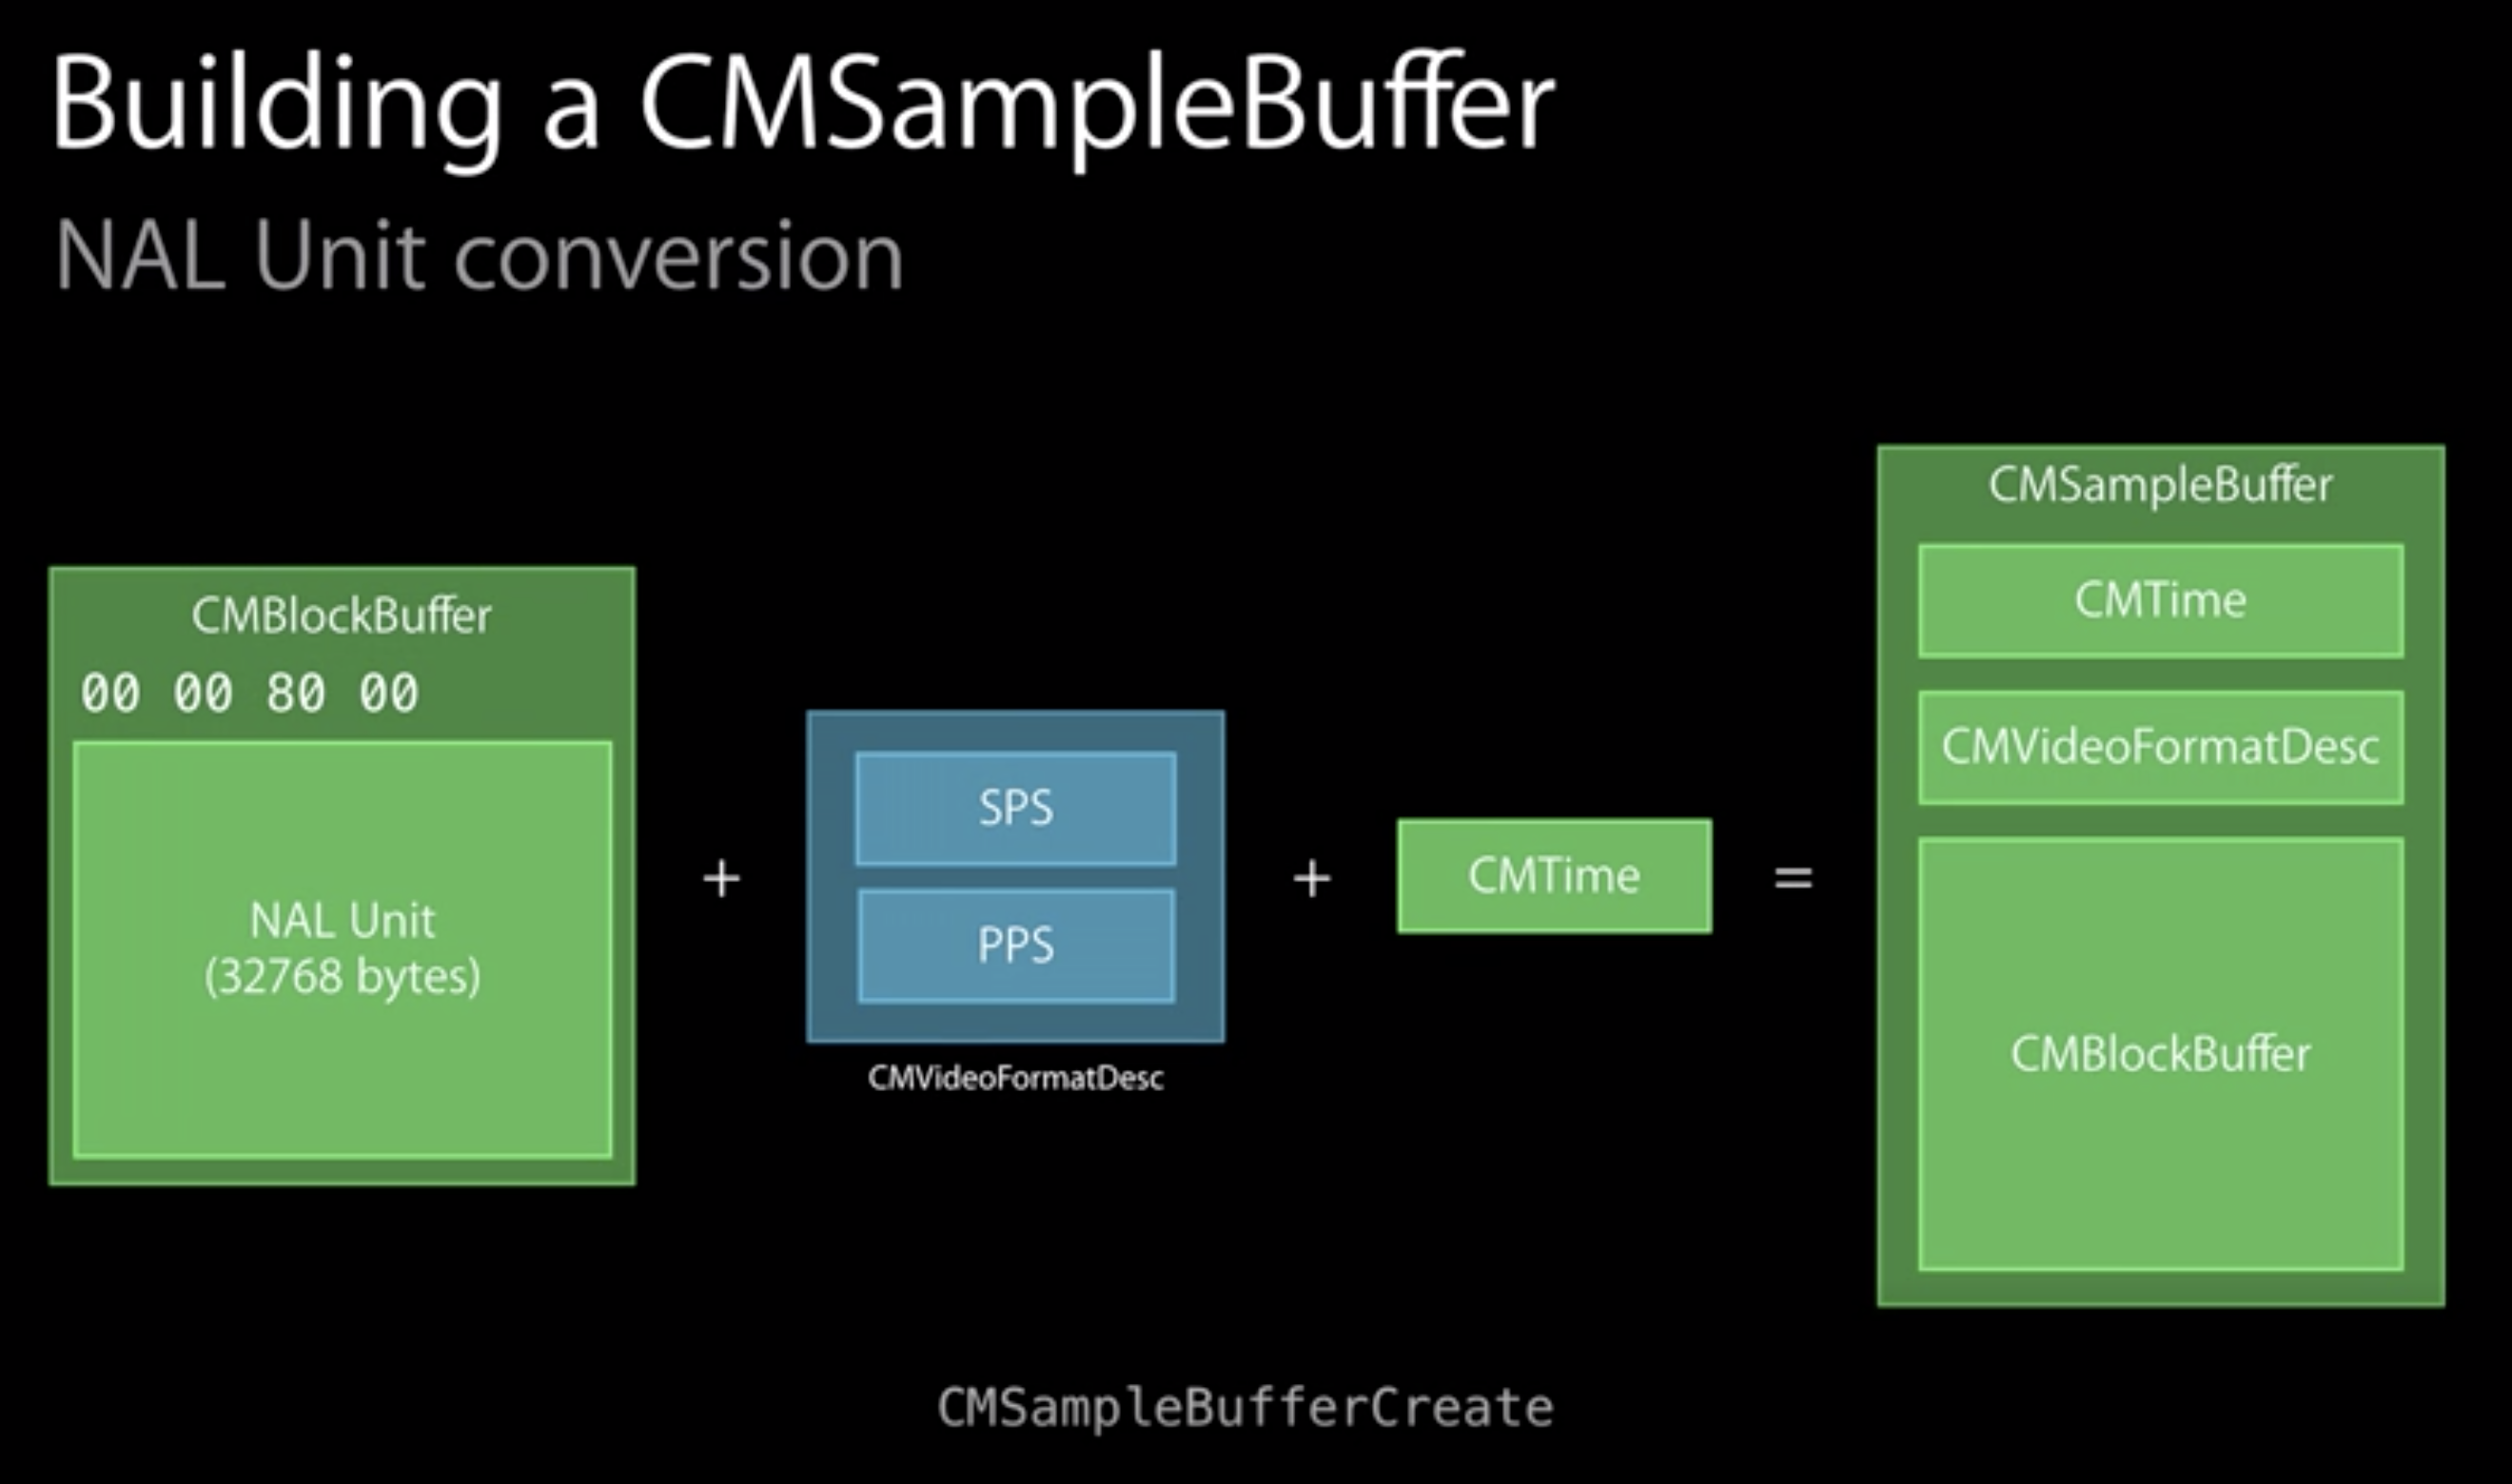 Building a CMSampleBuffer
NAL Unit conversion
CMBlockBuffer
00 00 80 00
NAL Unit
(32768 bytes)
+
SPS
PPS
CMVideoFormatDesc
+
CMTime
=
CMSampleBuffer
CMTime
CMVideoFormatDesc
CMBlockBuffer
CMSampleBufferCreate